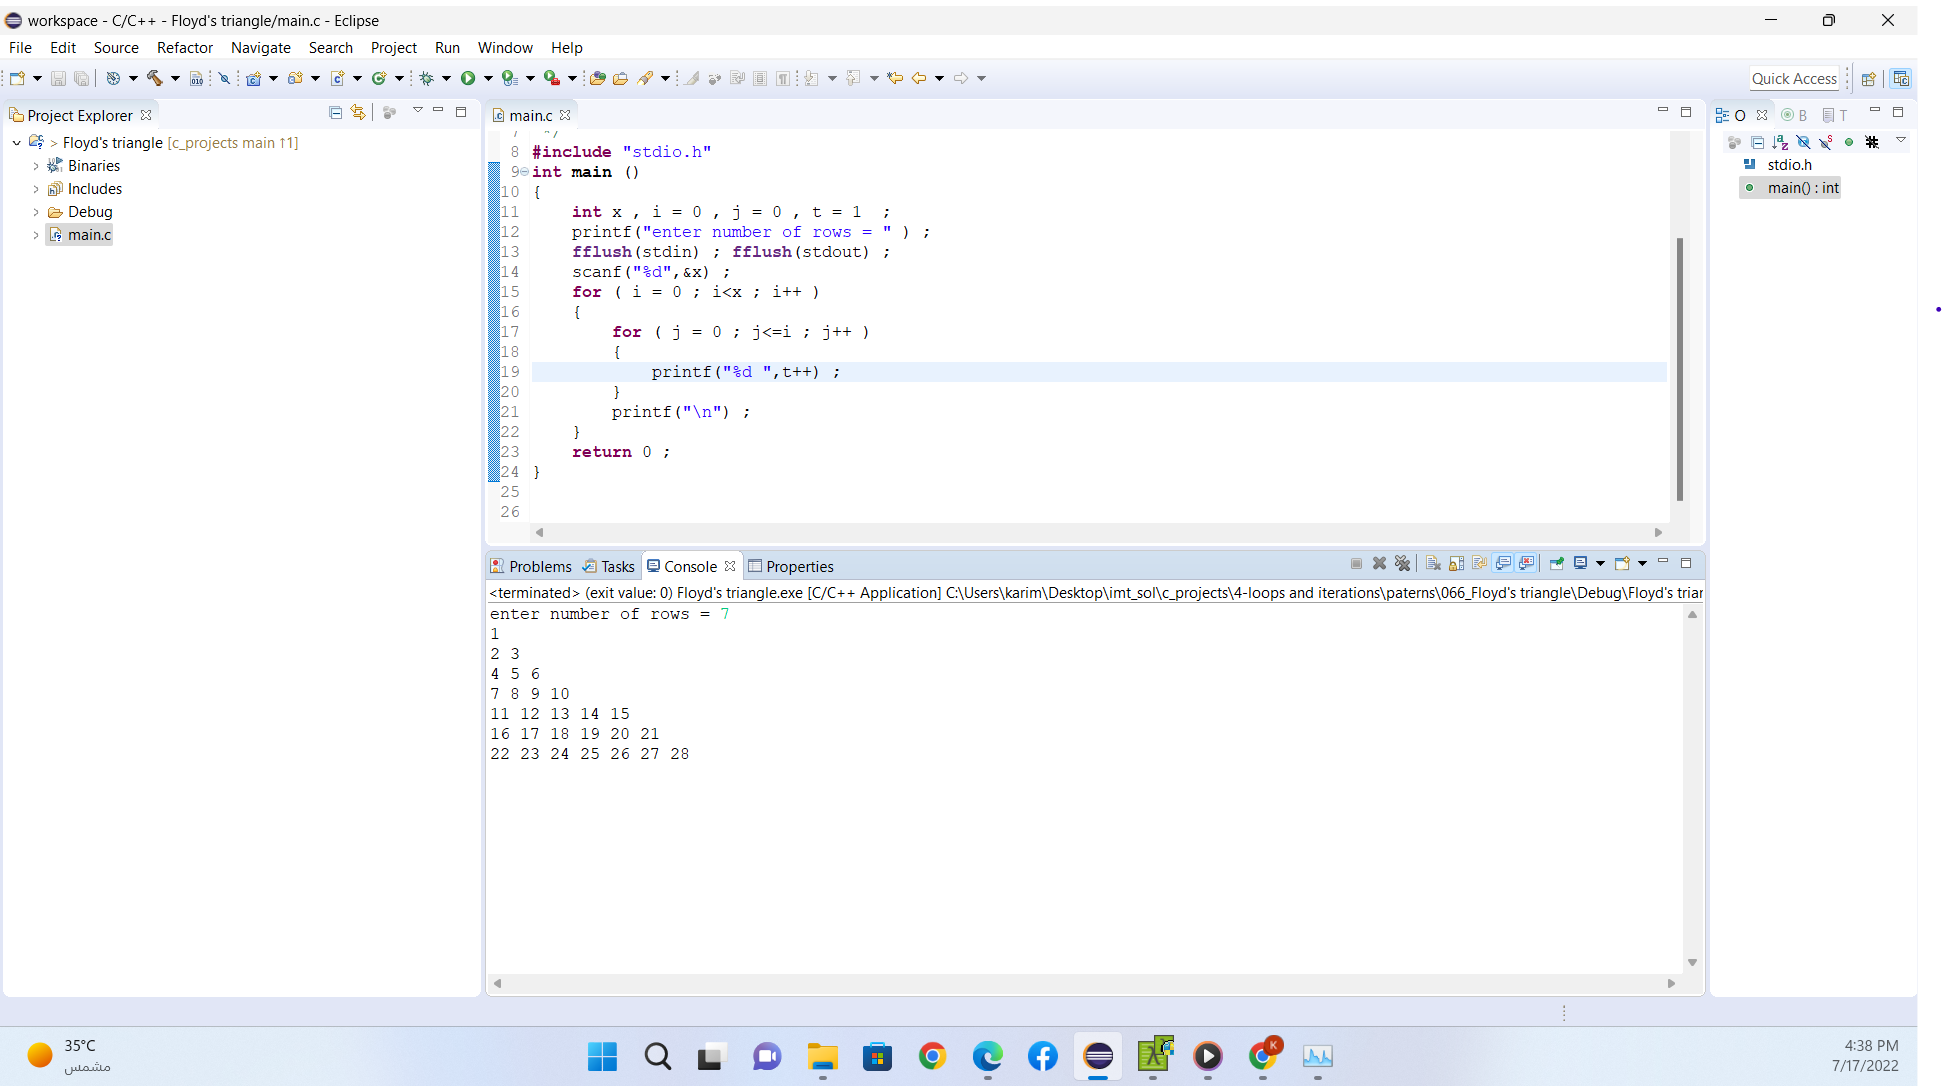 workspace - C/C++ - Floyd's triangle/main.c - Eclipse
File Edit Source Refactor Navigate Search Project Run Window Help
Quick Access
Project Explorer
> Floyd's triangle [c_projects main ↑1]
Binaries
Includes
Debug
main.c
main.c
8 #include "stdio.h"
9 int main ()
10 {
11 int x , i = 0 , j = 0 , t = 1 ;
12 printf("enter number of rows = " ) ;
13 fflush(stdin) ; fflush(stdout) ;
14 scanf("%d",&x) ;
15 for ( i = 0 ; i<x ; i++ )
16 {
17 for ( j = 0 ; j<=i ; j++ )
18 {
19 printf("%d ",t++) ;
20 }
21 printf("\n") ;
22 }
23 return 0 ;
24 }
25
26
O B T
stdio.h
main() : int
Problems Tasks Console Properties
<terminated> (exit value: 0) Floyd's triangle.exe [C/C++ Application] C:\Users\karim\Desktop\imt_sol\c_projects\4-loops and iterations\paterns\066_Floyd's triangle\Debug\Floyd's triar
enter number of rows = 7
1
2 3
4 5 6
7 8 9 10
11 12 13 14 15
16 17 18 19 20 21
22 23 24 25 26 27 28
35°C
مشمس
K
4:38 PM
7/17/2022